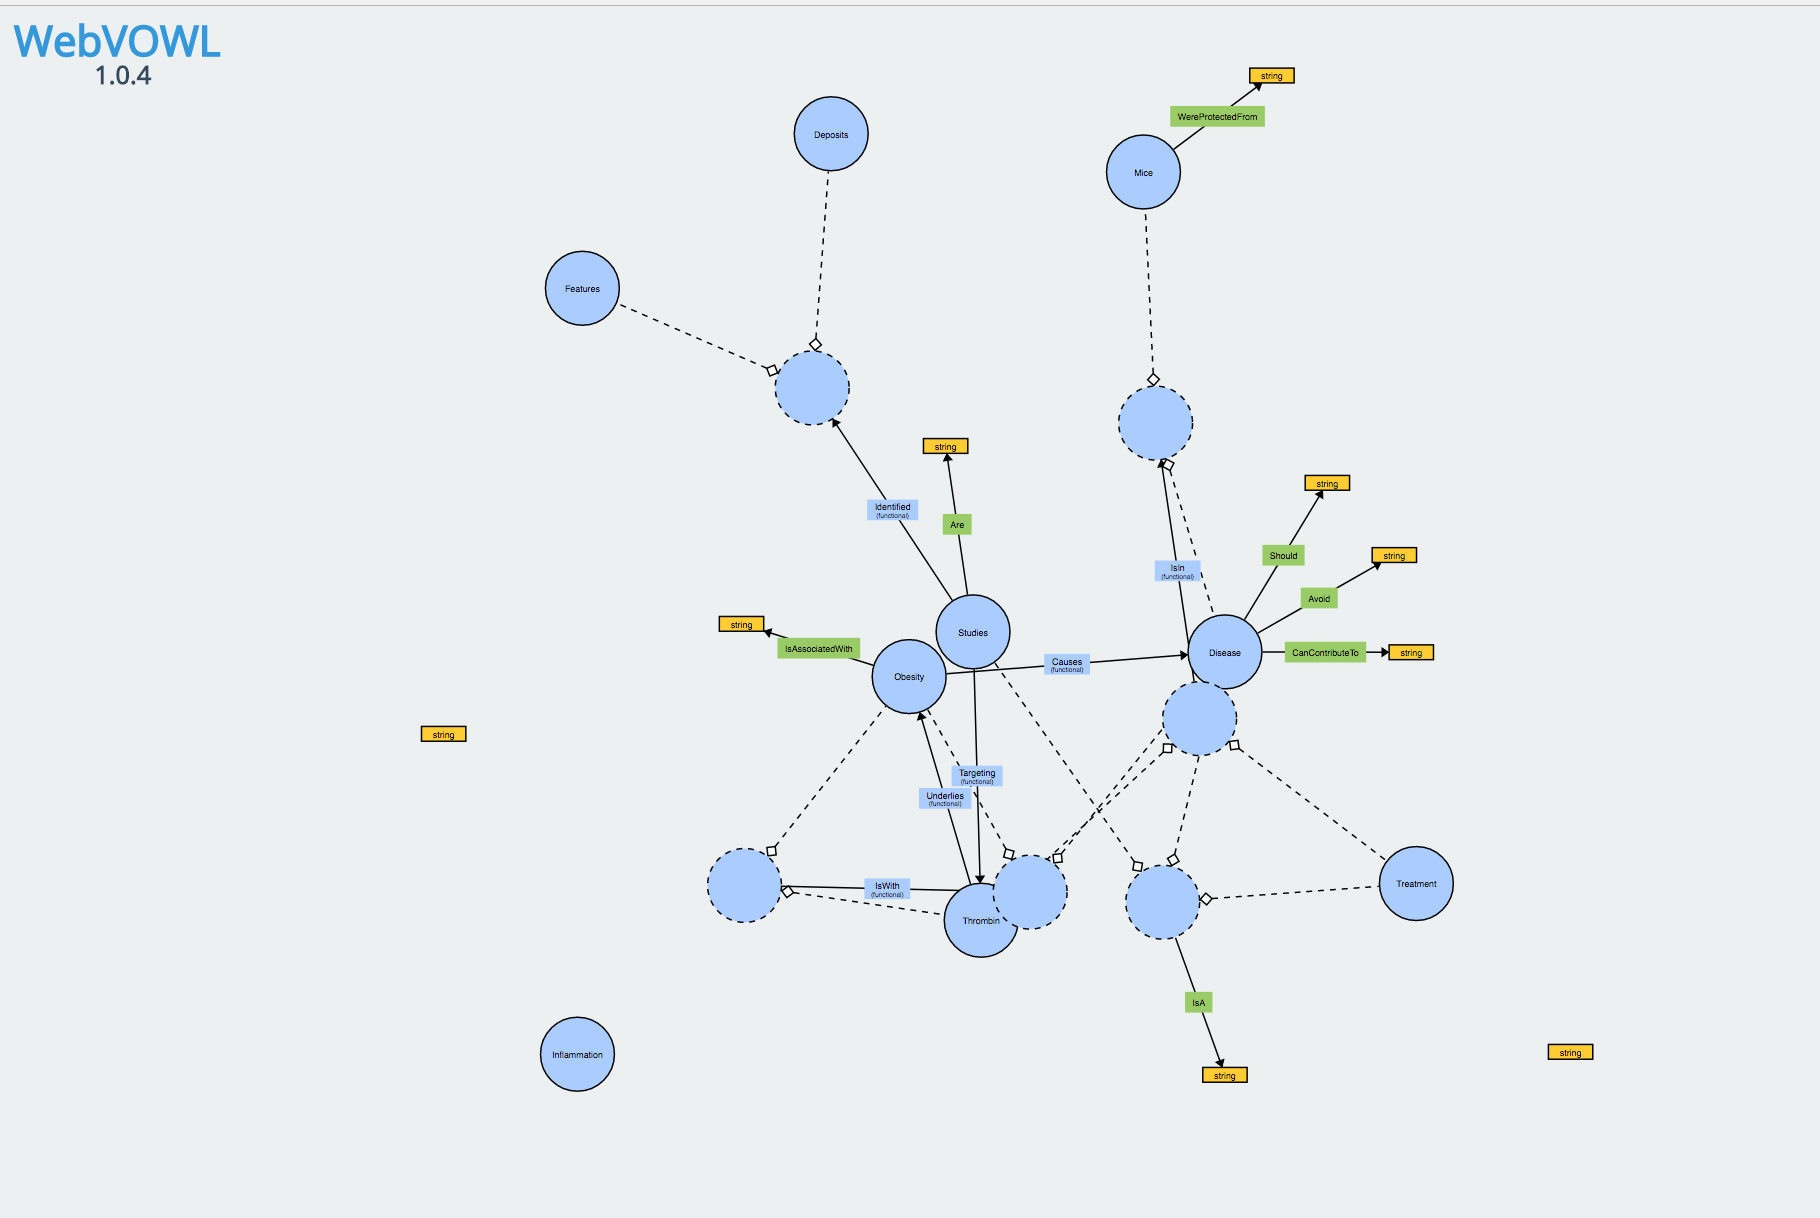 WebVOWL
1.0.4
string
WereProtectedFrom
Deposits
Mice
Features
string
string
Identified
(functional)
Are
Should
string
IsIn
(functional)
Avoid
string
Studies
IsAssociatedWith
Disease
CanContributeTo
string
Causes
(functional)
Obesity
string
Targeting
(functional)
Underlies
(functional)
IsWith
(functional)
Treatment
Thrombin
IsA
Inflammation
string
string